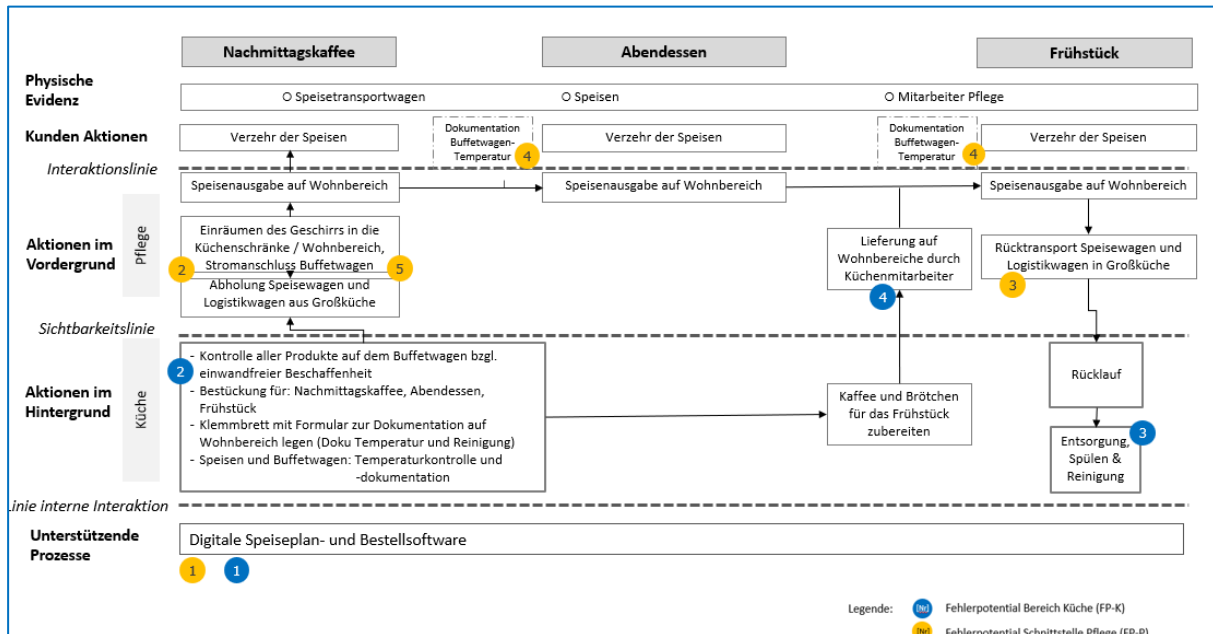 Nachmittagskaffee
Abendessen
Frühstück
Physische
Evidenz
○ Speisetransportwagen
○ Speisen
○ Mitarbeiter Pflege
Kunden Aktionen
Verzehr der Speisen
Dokumentation
Buffetwagen-
Temperatur
4
Verzehr der Speisen
Dokumentation
Buffetwagen-
Temperatur
4
Verzehr der Speisen
Interaktionslinie
Speisenausgabe auf Wohnbereich
Speisenausgabe auf Wohnbereich
Speisenausgabe auf Wohnbereich
Aktionen im
Vordergrund
Pflege
Einräumen des Geschirrs in die
Küchenschränke / Wohnbereich,
Stromanschluss Buffetwagen
2
5
Abholung Speisewagen und
Logistikwagen aus Großküche
Lieferung auf
Wohnbereiche durch
Küchenmitarbeiter
4
Rücktransport Speisewagen und
Logistikwagen in Großküche
3
Sichtbarkeitslinie
Aktionen im
Hintergrund
Küche
2
- Kontrolle aller Produkte auf dem Buffetwagen bzgl.
einwandfreier Beschaffenheit
- Bestückung für: Nachmittagskaffee, Abendessen,
Frühstück
- Klemmbrett mit Formular zur Dokumentation auf
Wohnbereich legen (Doku Temperatur und Reinigung)
- Speisen und Buffetwagen: Temperaturkontrolle und
-dokumentation
Kaffee und Brötchen
für das Frühstück
zubereiten
Rücklauf
Entsorgung,
Spülen &
Reinigung
3
Linie interne Interaktion
Unterstützende
Prozesse
Digitale Speiseplan- und Bestellsoftware
1
1
Legende:
[Nr] Fehlerpotential Bereich Küche (FP-K)
[Nr] Fehlerpotential Schnittstelle Pflege (FP-P)